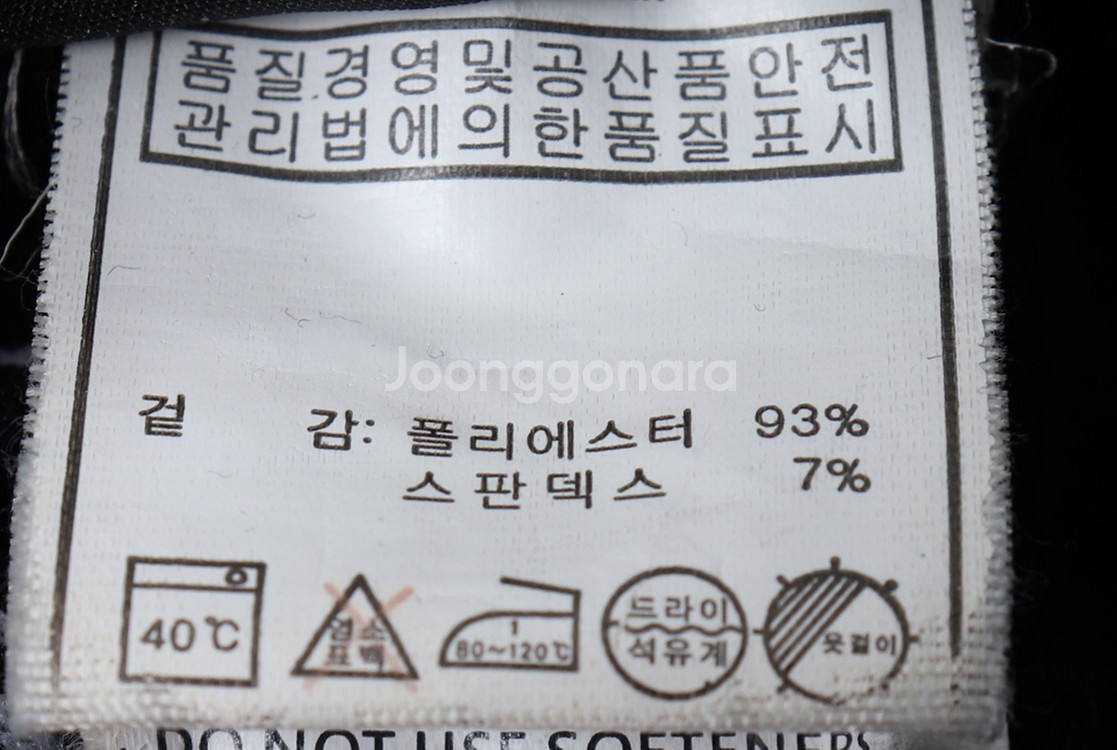 품질경영및공산품안전
관리법에의한품질표시
Joonggonara
겉 감: 폴리에스터 93%
스판덱스 7%
40℃
염소
표백
1
80~120℃
드라이
석유계
옷걸이
DO NOT USE SOFTENERS